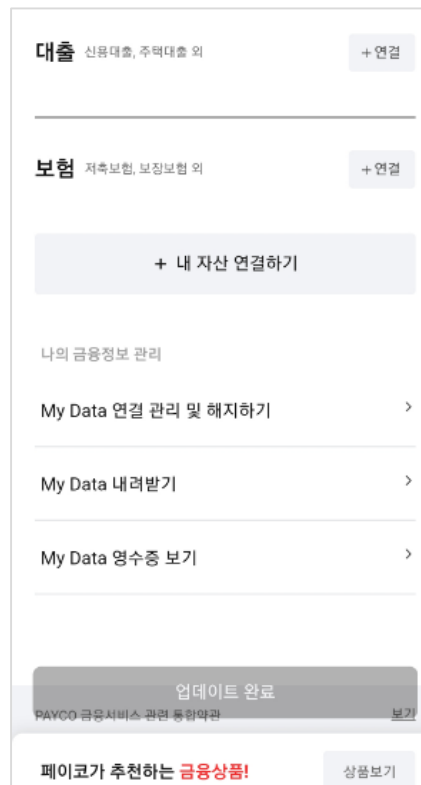 대출 신용대출, 주택대출 외 +연결
보험 저축보험, 보장보험 외 +연결
+ 내 자산 연결하기
나의 금융정보 관리
My Data 연결 관리 및 해지하기 >
My Data 내려받기 >
My Data 영수증 보기 >
업데이트 완료
PAYCO 금융서비스 관련 통합약관 보기
페이코가 추천하는 금융상품! 상품보기